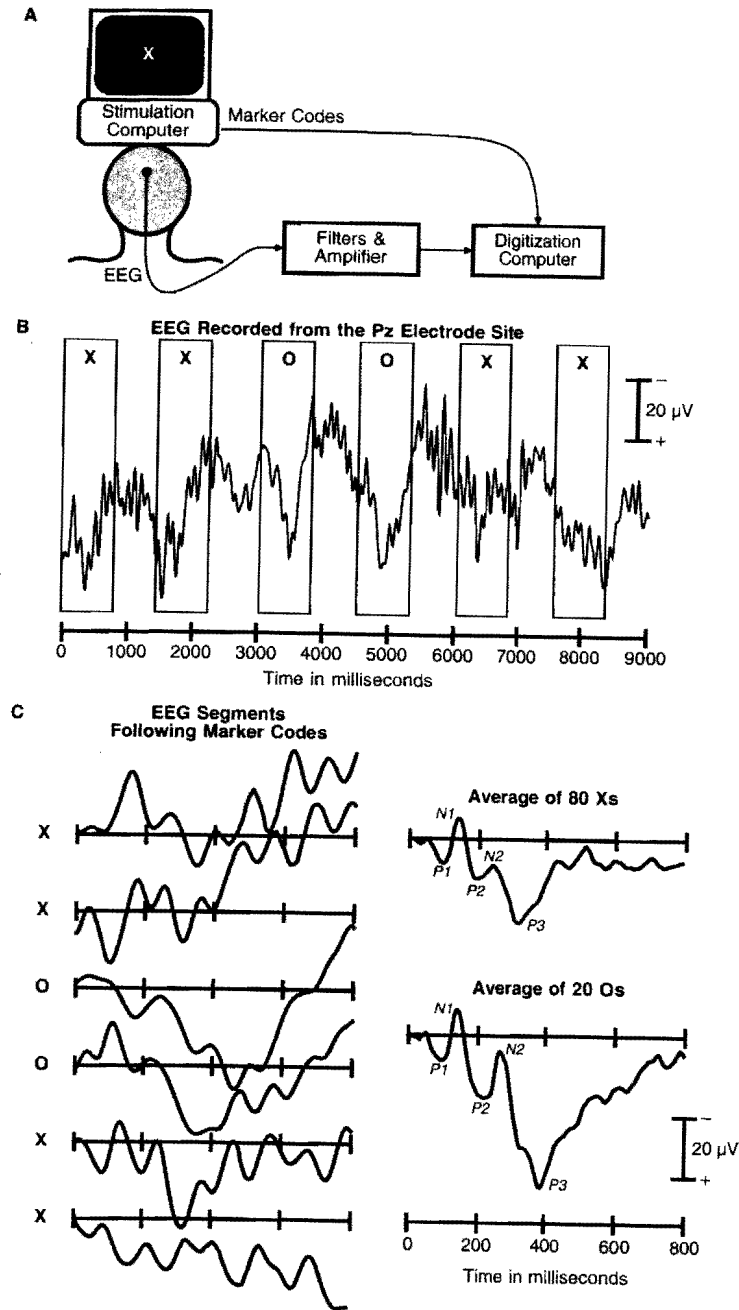 A
X
Stimulation
Computer
Marker Codes
Filters &
Amplifier
Digitization
Computer
EEG
B
EEG Recorded from the Pz Electrode Site
X X O O X X
−
20 µV
+
0 1000 2000 3000 4000 5000 6000 7000 8000 9000
Time in milliseconds
C
EEG Segments
Following Marker Codes
X
X
O
O
X
X
Average of 80 Xs
N1
N2
P1
P2
P3
Average of 20 Os
N1
N2
P1
P2
P3
−
20 µV
+
0 200 400 600 800
Time in milliseconds